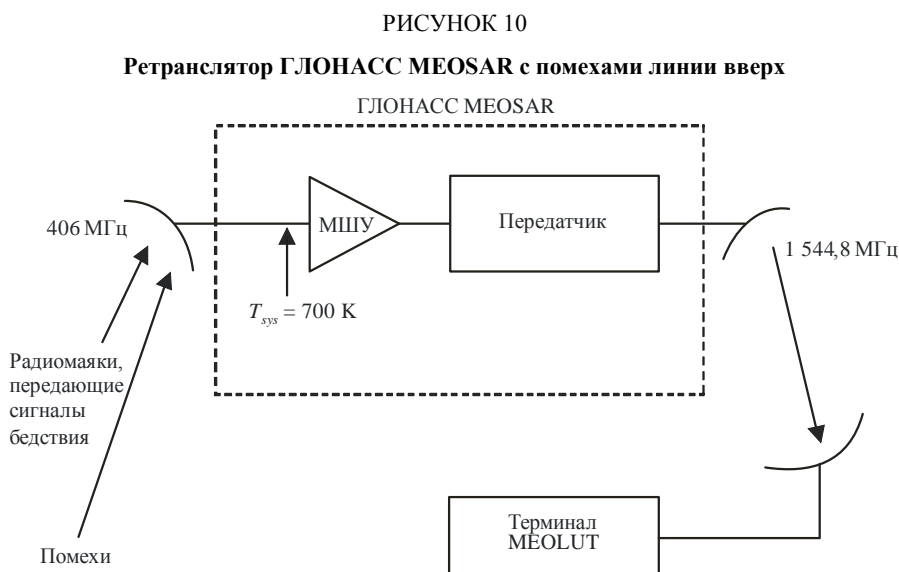 РИСУНОК 10
Ретранслятор ГЛОНАСС MEOSAR с помехами линии вверх
ГЛОНАСС MEOSAR
406 МГц
МШУ
Передатчик
1 544,8 МГц
Tsys = 700 K
Радиомаяки,
передающие
сигналы
бедствия
Помехи
Терминал
MEOLUT